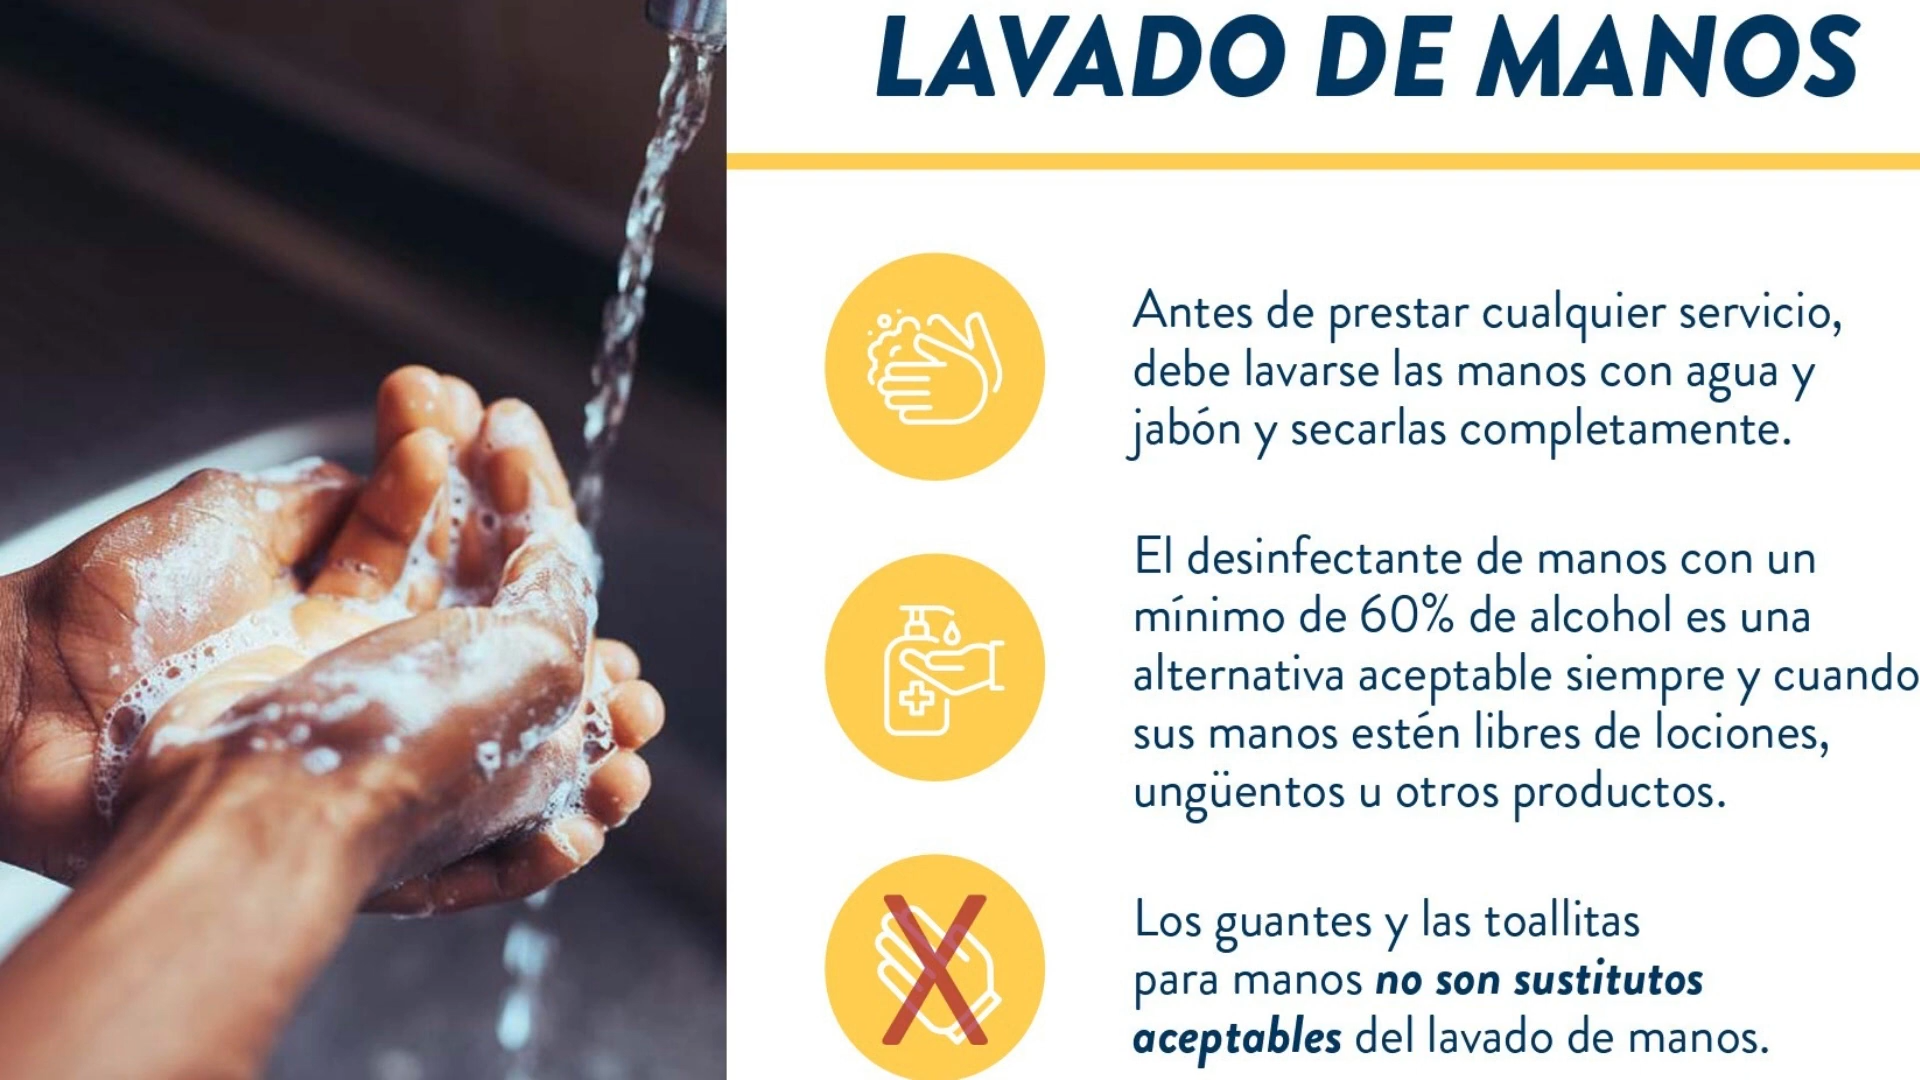 LAVADO DE MANOS
Antes de prestar cualquier servicio,
debe lavarse las manos con agua y
jabón y secarlas completamente.
El desinfectante de manos con un
mínimo de 60% de alcohol es una
alternativa aceptable siempre y cuando
sus manos estén libres de lociones,
ungüentos u otros productos.
Los guantes y las toallitas
para manos no son sustitutos
aceptables del lavado de manos.